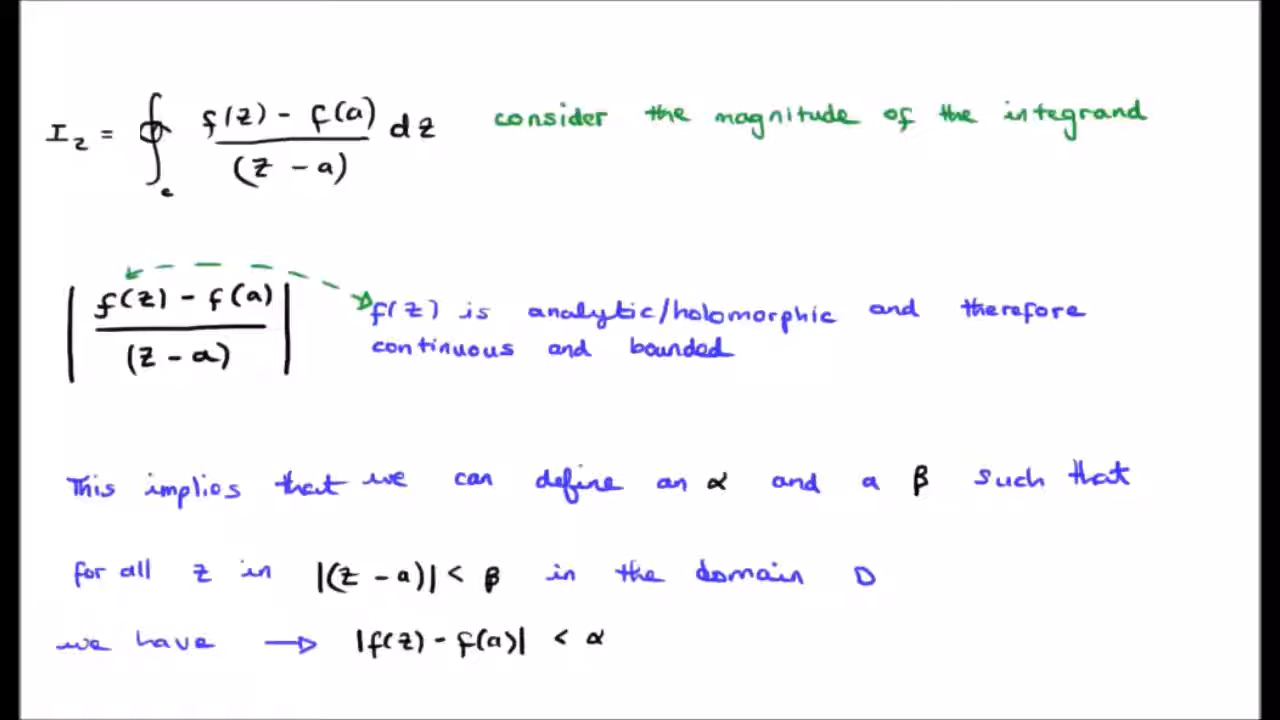 I₂ = ∮_c (f(z) - f(a))/(z - a) dz consider the magnitude of the integrand
|(f(z) - f(a))/(z - a)| f(z) is analytic/holomorphic and therefore
continuous and bounded
This implies that we can define an α and a β such that
for all z in |(z - a)| < β in the domain D
we have → |f(z) - f(a)| < α